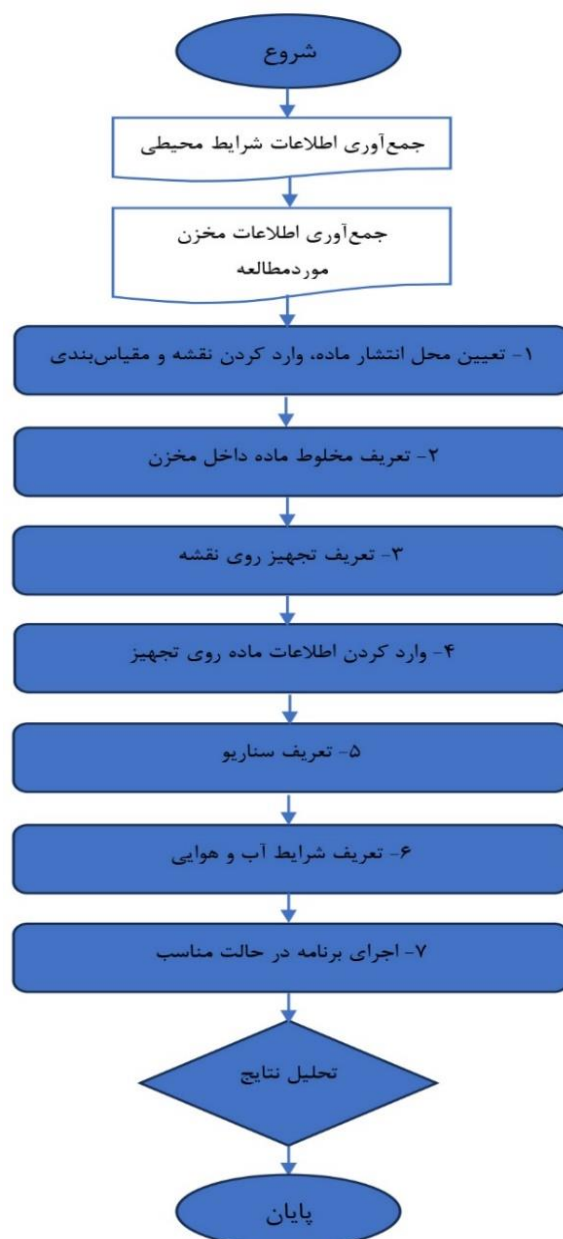 شروع
جمع‌آوری اطلاعات شرایط محیطی
جمع‌آوری اطلاعات مخزن
موردمطالعه
۱- تعیین محل انتشار ماده، وارد کردن نقشه و مقیاس‌بندی
۲- تعریف مخلوط ماده داخل مخزن
۳- تعریف تجهیز روی نقشه
۴- وارد کردن اطلاعات ماده روی تجهیز
۵- تعریف سناریو
۶- تعریف شرایط آب و هوایی
۷- اجرای برنامه در حالت مناسب
تحلیل نتایج
پایان